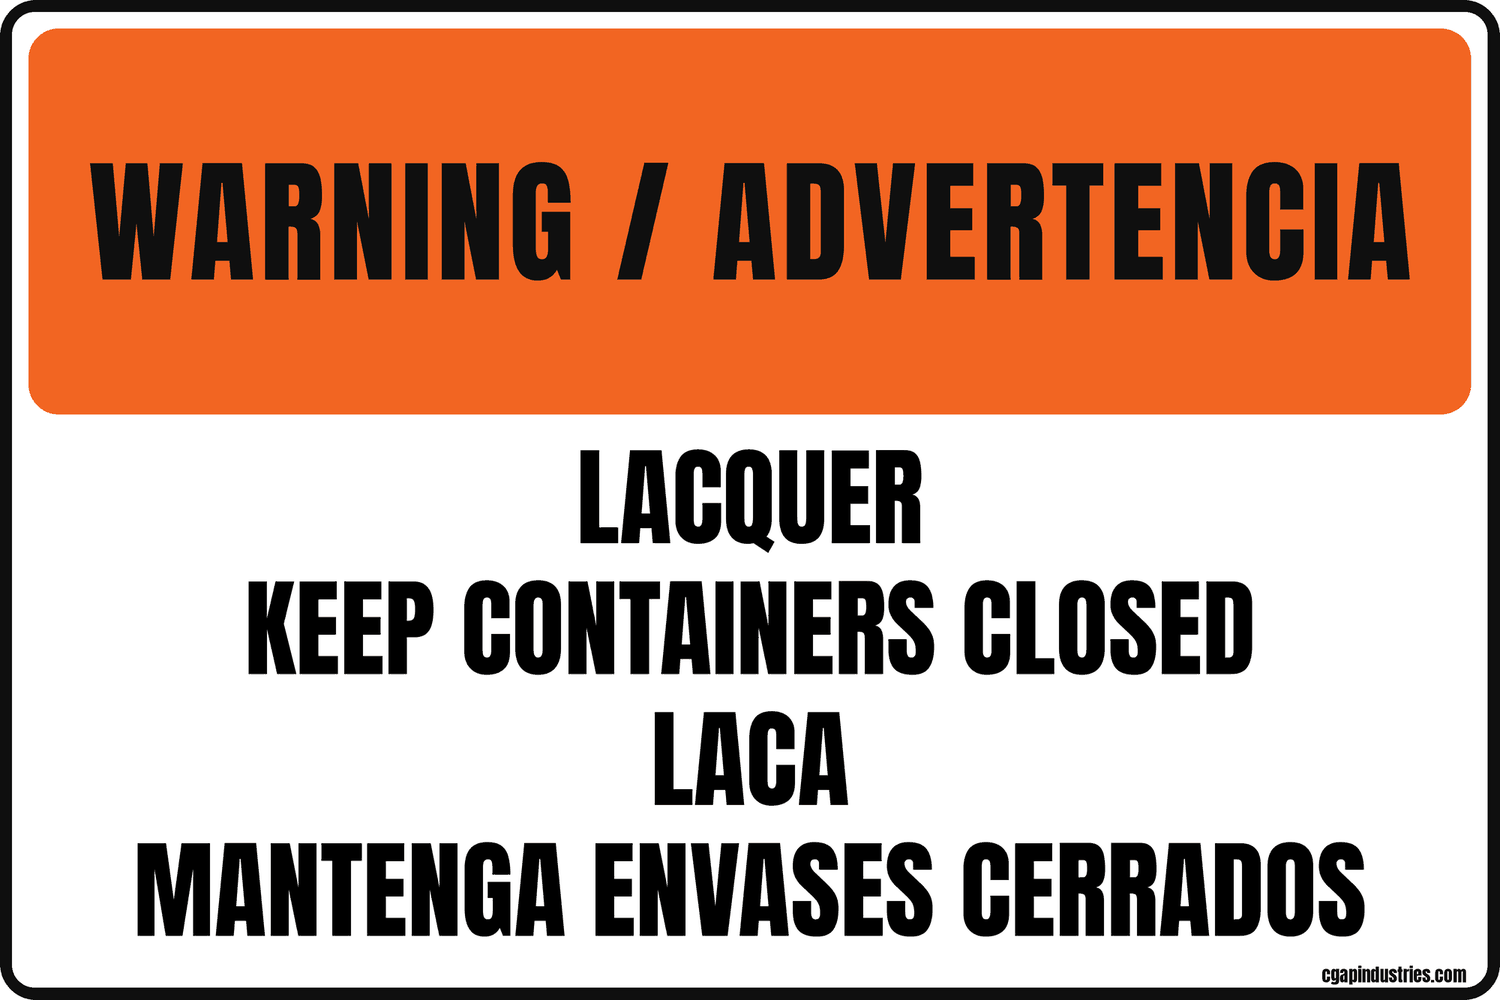 WARNING / ADVERTENCIA
LACQUER
KEEP CONTAINERS CLOSED
LACA
MANTENGA ENVASES CERRADOS
cgapindustries.com